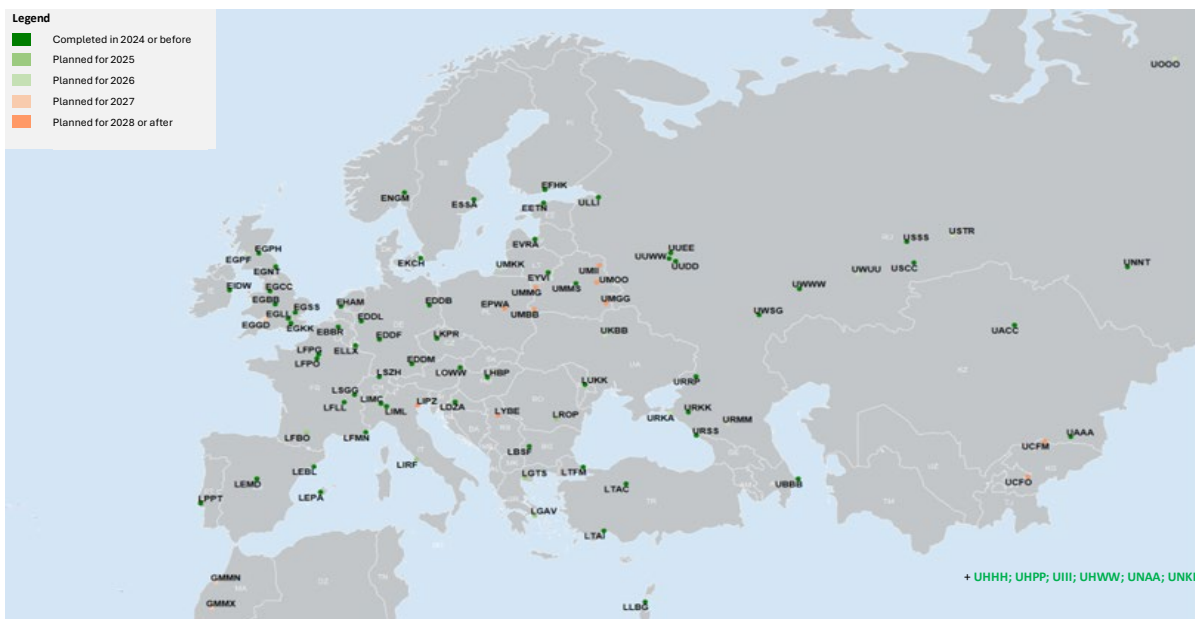 Legend
Completed in 2024 or before
Planned for 2025
Planned for 2026
Planned for 2027
Planned for 2028 or after
UOOO
EFHK
ENGM
ESSA
EETN
ULLI
USTR
USSS
EVRA
UUEE
EGPH
UUWW
EGPF
EKCH
UMKK
UUDD
UNNT
EGNT
UMII
UWUU
USCC
EYVI
UMOO
EIDW
EGCC
UMMS
UWWW
UMMG
EGBB
EHAM
EDDB
EPWA
UMGG
EGSS
EGLL
EDDL
UMBB
UWSG
EGGD
EGKK
EBBR
EDDF
LKPR
UKBB
UACC
LFPG
ELLX
EDDM
LFPO
LSZH
LOWW
LHBP
LUKK
URRP
LSGG
LIMC
LIPZ
LFLL
LIML
LDZA
LYBE
LROP
URKK
URKA
URMM
URSS
UAAA
LFBO
LFMN
UCFM
LBSF
LIRF
LEBL
LGTS
LTFM
LEMD
UCFO
UBBB
LTAC
LEPA
LPPT
LGAV
LTAI
GMMN
+ UHHH; UHPP; UIII; UHWW; UNAA; UNKL
GMMX
LLBG